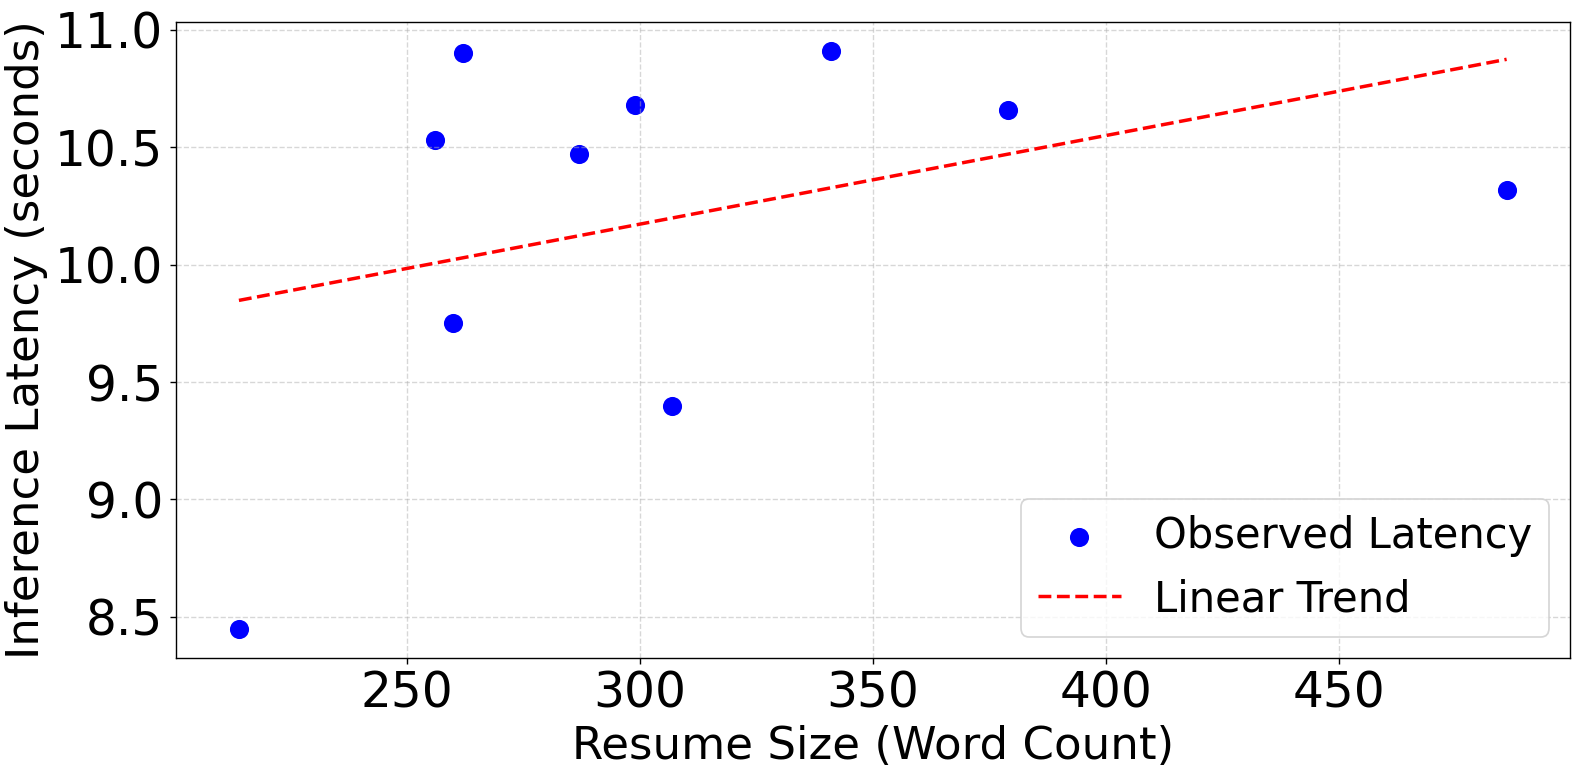 Inference Latency (seconds)
11.0
10.5
10.0
9.5
9.0
8.5
250 300 350 400 450
Resume Size (Word Count)
Observed Latency
Linear Trend